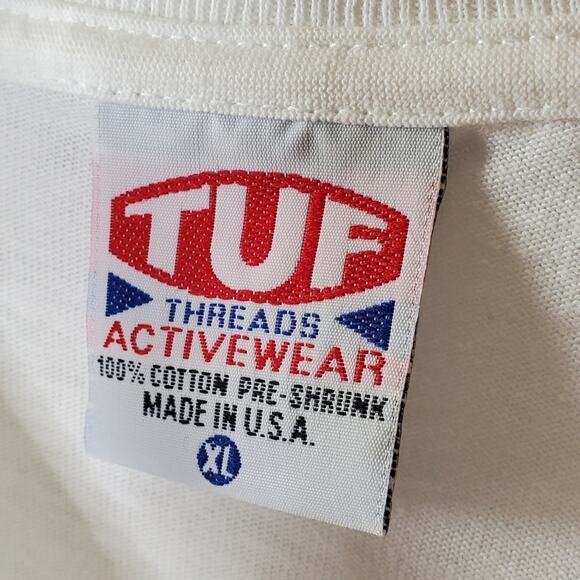 TUF
THREADS
ACTIVEWEAR
100% COTTON PRE-SHRUNK
MADE IN U.S.A.
XL